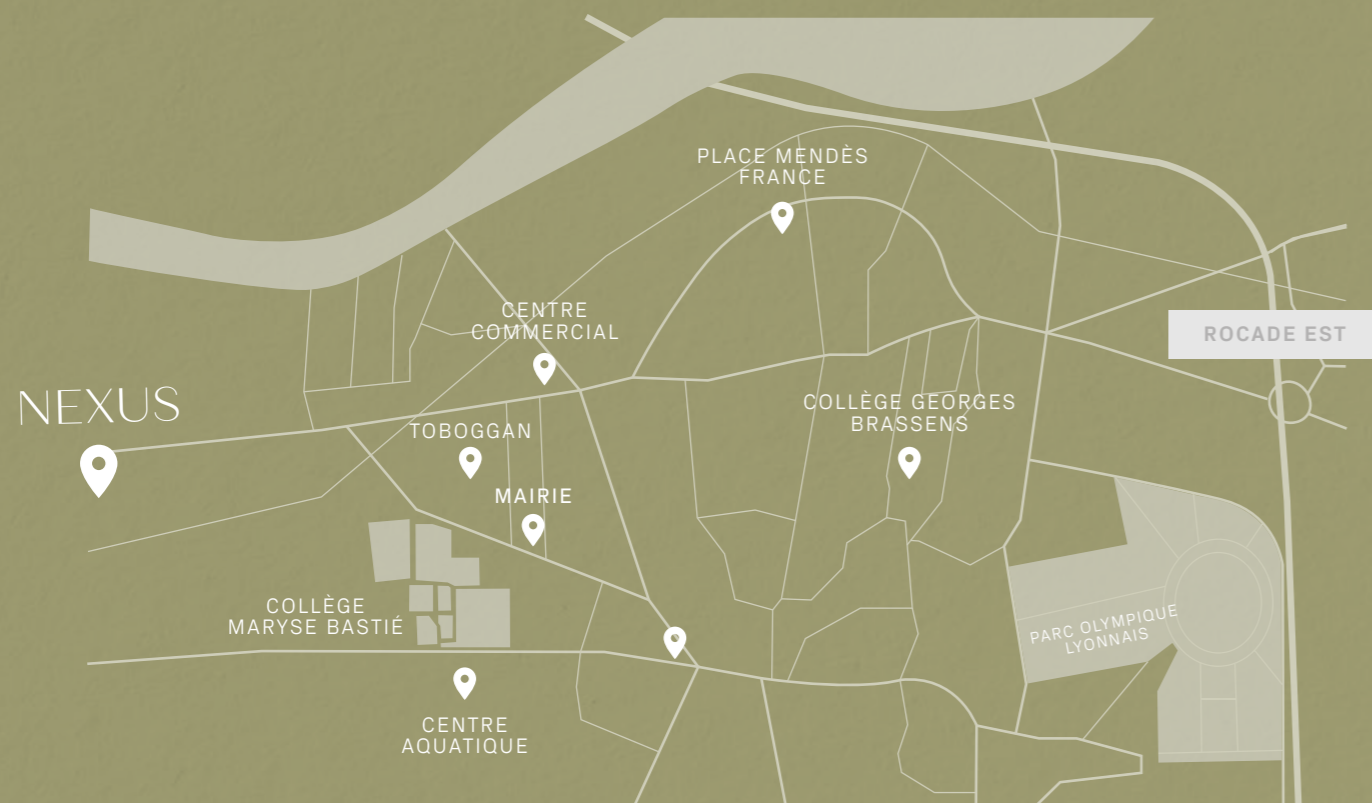 PLACE MENDÈS
FRANCE
CENTRE
COMMERCIAL
ROCADE EST
NEXUS
COLLÈGE GEORGES
BRASSENS
TOBOGGAN
MAIRIE
COLLÈGE
MARYSE BASTIÉ
PARC OLYMPIQUE
LYONNAIS
CENTRE
AQUATIQUE